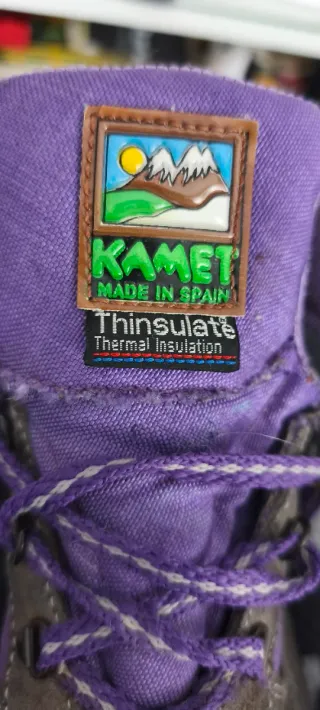 KAMET
MADE IN SPAIN
Thinsulate
Thermal Insulation